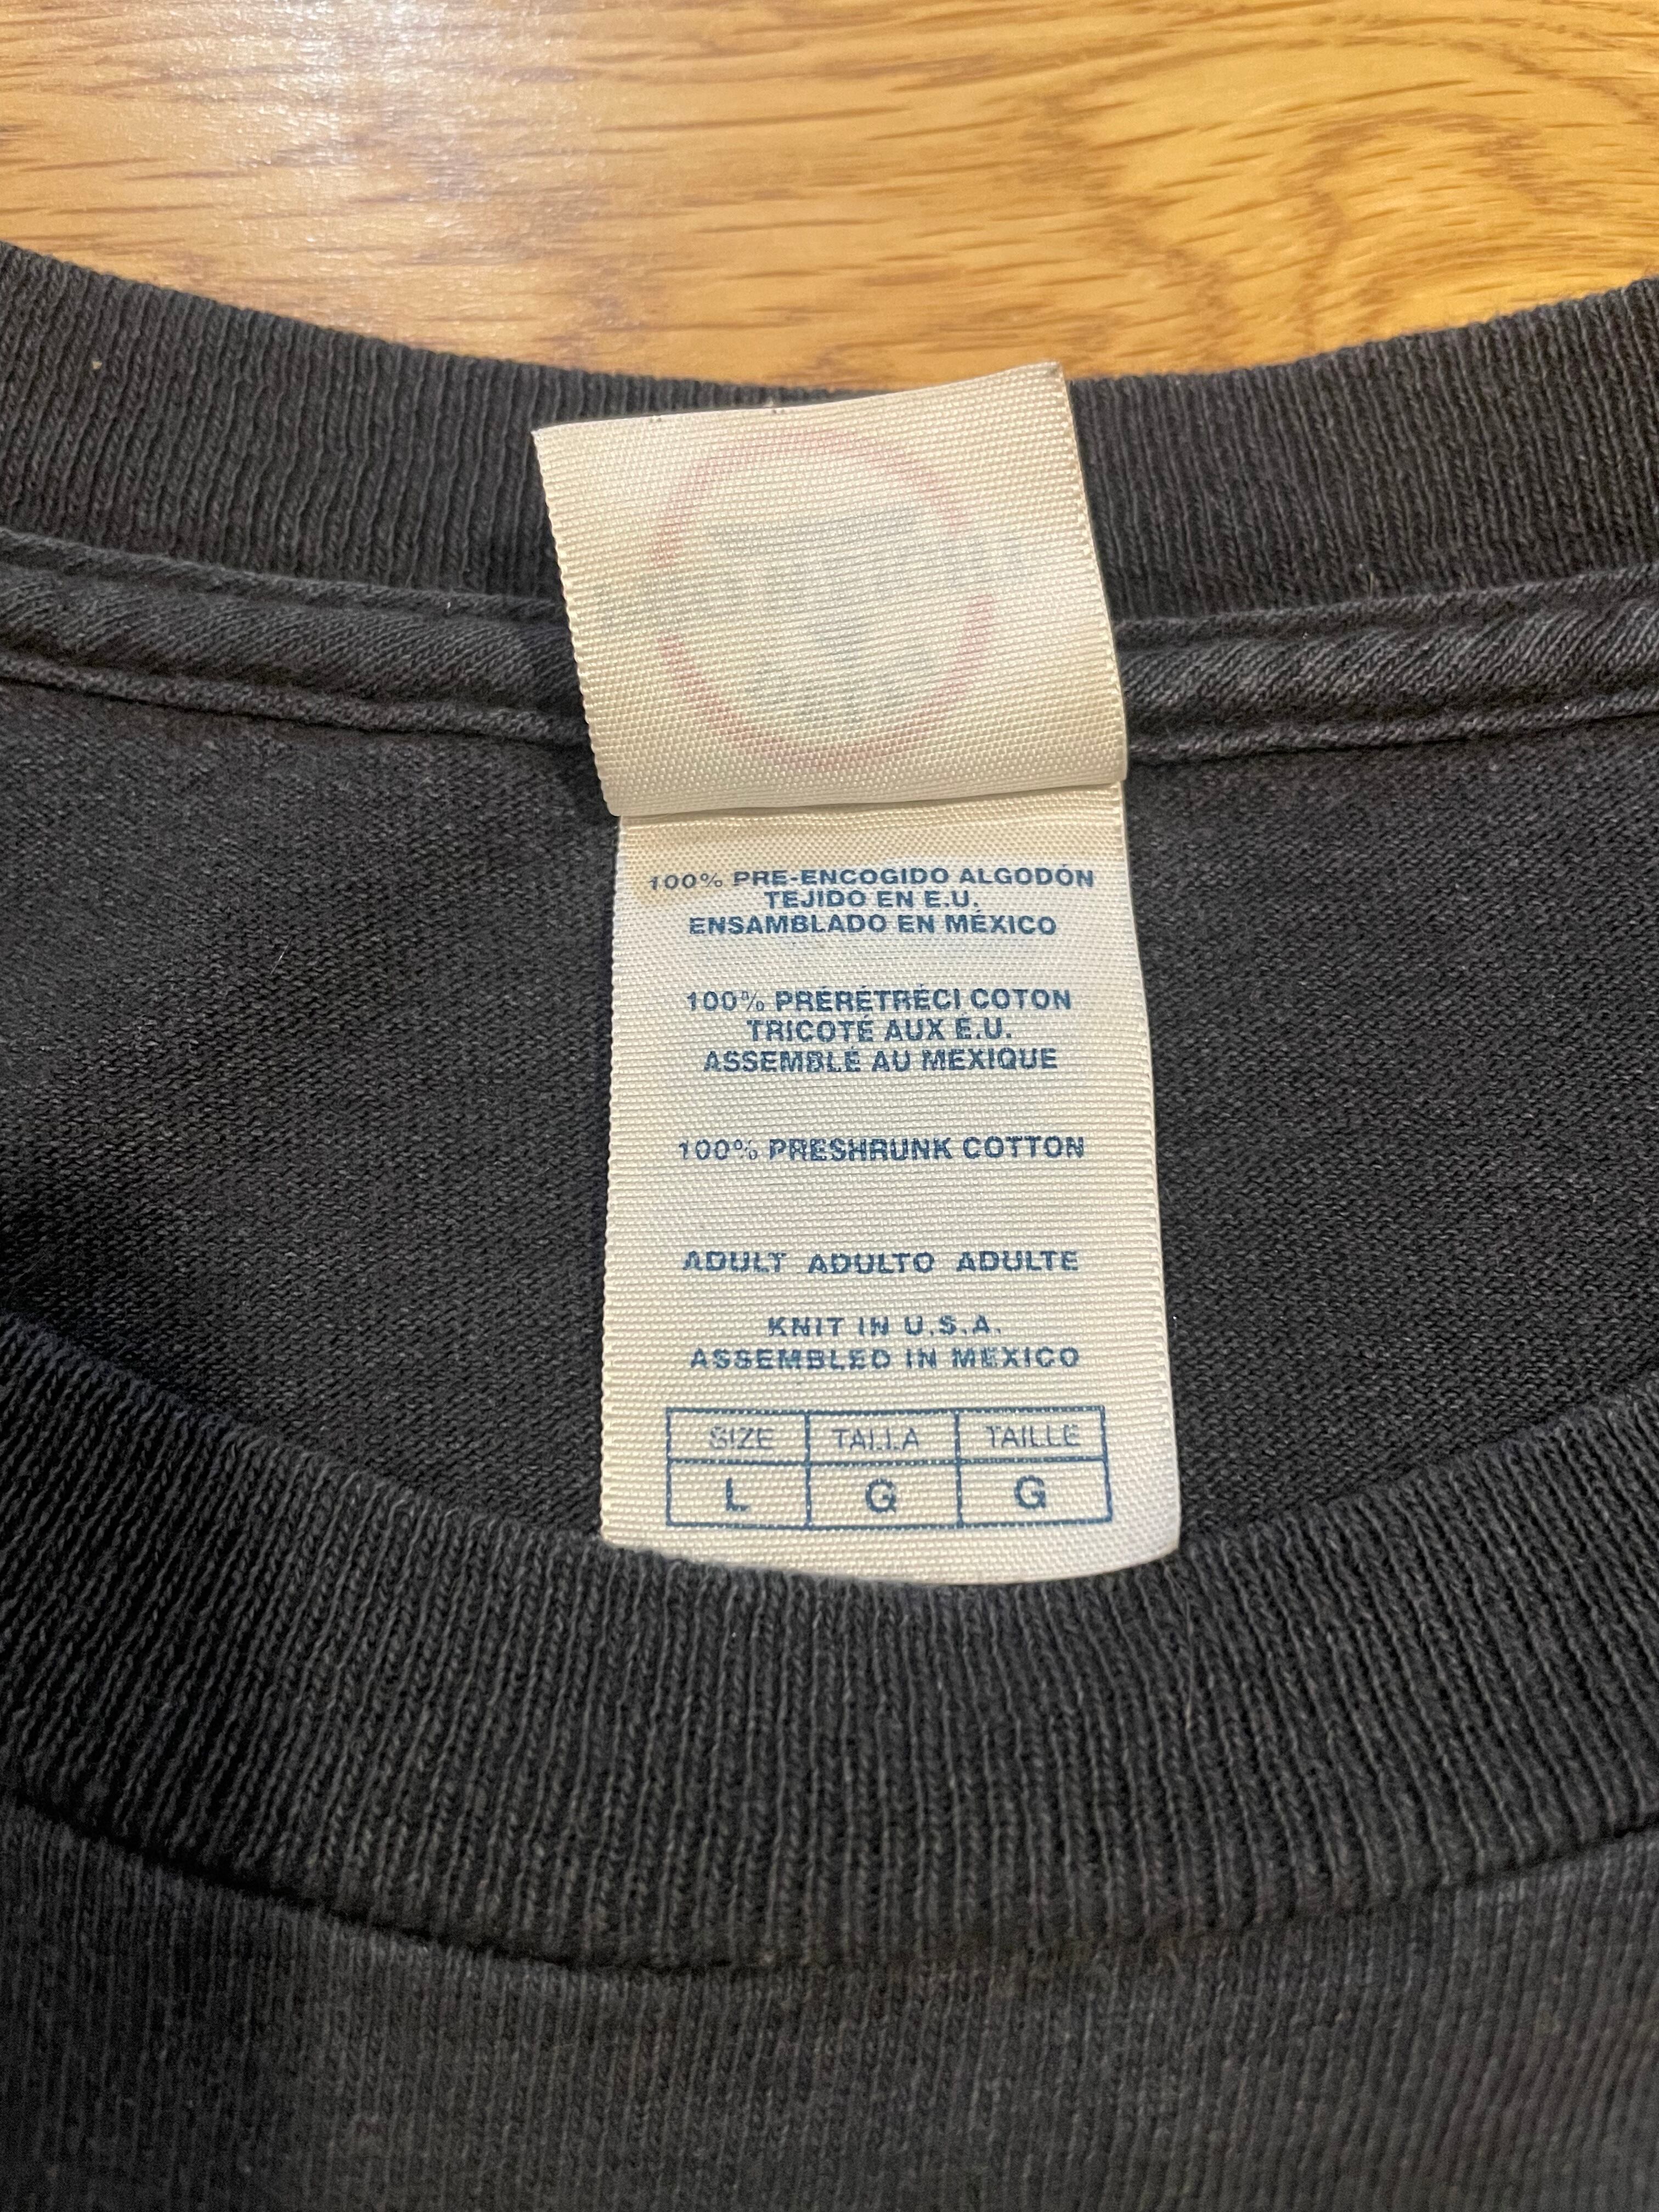 100% PRE-ENCOGIDO ALGODÓN
TEJIDO EN E.U.
ENSAMBLADO EN MÉXICO
100% PRÉRÉTRÉCI COTON
TRICOTÉ AUX É.U.
ASSEMBLÉ AU MEXIQUE
100% PRESHRUNK COTTON
ADULT ADULTO ADULTE
KNIT IN U.S.A.
ASSEMBLED IN MEXICO
SIZE TALLA TAILLE
L G G